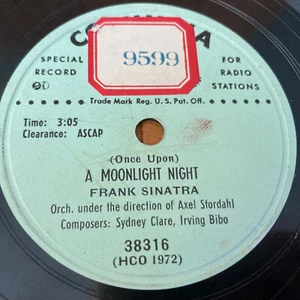 SPECIAL FOR
RECORD RADIO
STATIONS
9599
Trade Mark Reg. U. S. Pat. Off.
Time: 3:05
Clearance: ASCAP
(Once Upon)
A MOONLIGHT NIGHT
FRANK SINATRA
Orch. under the direction of Axel Stordahl
Composers: Sydney Clare, Irving Bibo
38316
(HCO 1972)